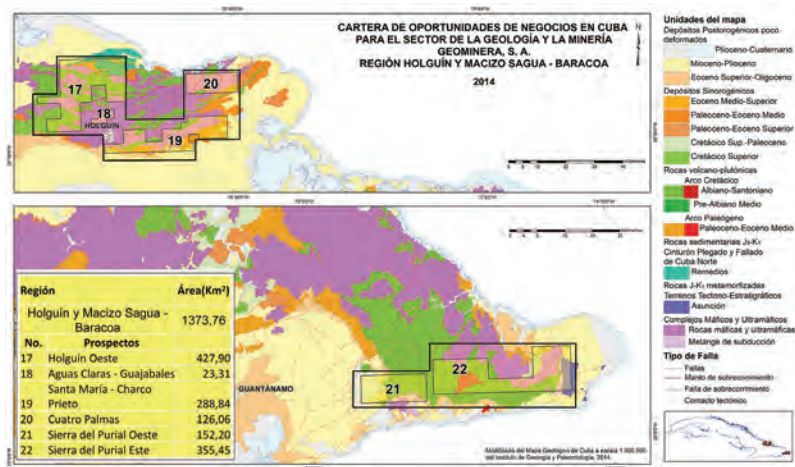 CARTERA DE OPORTUNIDADES DE NEGOCIOS EN CUBA
PARA EL SECTOR DE LA GEOLOGÍA Y LA MINERÍA
GEOMINERA, S. A.
REGIÓN HOLGUÍN Y MACIZO SAGUA - BARACOA
2014
17
18
HOLGUÍN
19
20
GUANTÁNAMO
21
22
Región Área(Km²)
Holguín y Macizo Sagua - Baracoa 1373,76
No. Prospectos
17 Holguín Oeste 427,90
18 Aguas Claras - Guajabales 23,31
Santa María - Charco
19 Prieto 288,84
20 Cuatro Palmas 126,06
21 Sierra del Purial Oeste 152,20
22 Sierra del Purial Este 355,45
Modificado del Mapa Geológico de Cuba a escala
del Instituto de Geología y Paleontología, 2014.
Unidades del mapa
Depósitos Postorogénicos poco
deformados
Plioceno-Cuaternario
Mioceno-Plioceno
Eoceno Superior-Oligoceno
Depósitos Sinorogénicos
Eoceno Medio-Superior
Paleoceno-Eoceno Medio
Paleoceno-Eoceno Superior
Cretácico Sup.-Paleoceno
Cretácico Superior
Rocas volcano-plutónicas
Arco Cretácico
Albiano-Santoniano
Pre-Albiano Medio
Arco Paleógeno
Paleoceno-Eoceno Medio
Rocas sedimentarias J₃-K₁
Cinturón Plegado y Fallado
de Cuba Norte
Remedios
Rocas J-K₁ metamorfizadas
Terrenos Tectono-Estratigráficos
Asunción
Complejos Máficos y Ultramáficos
Rocas máficas y ultramáficas
Melange de subducción
Tipo de Falla
Fallas
Manto de sobrecorrimiento
Falla de sobrecorrimiento
Contacto tectónico